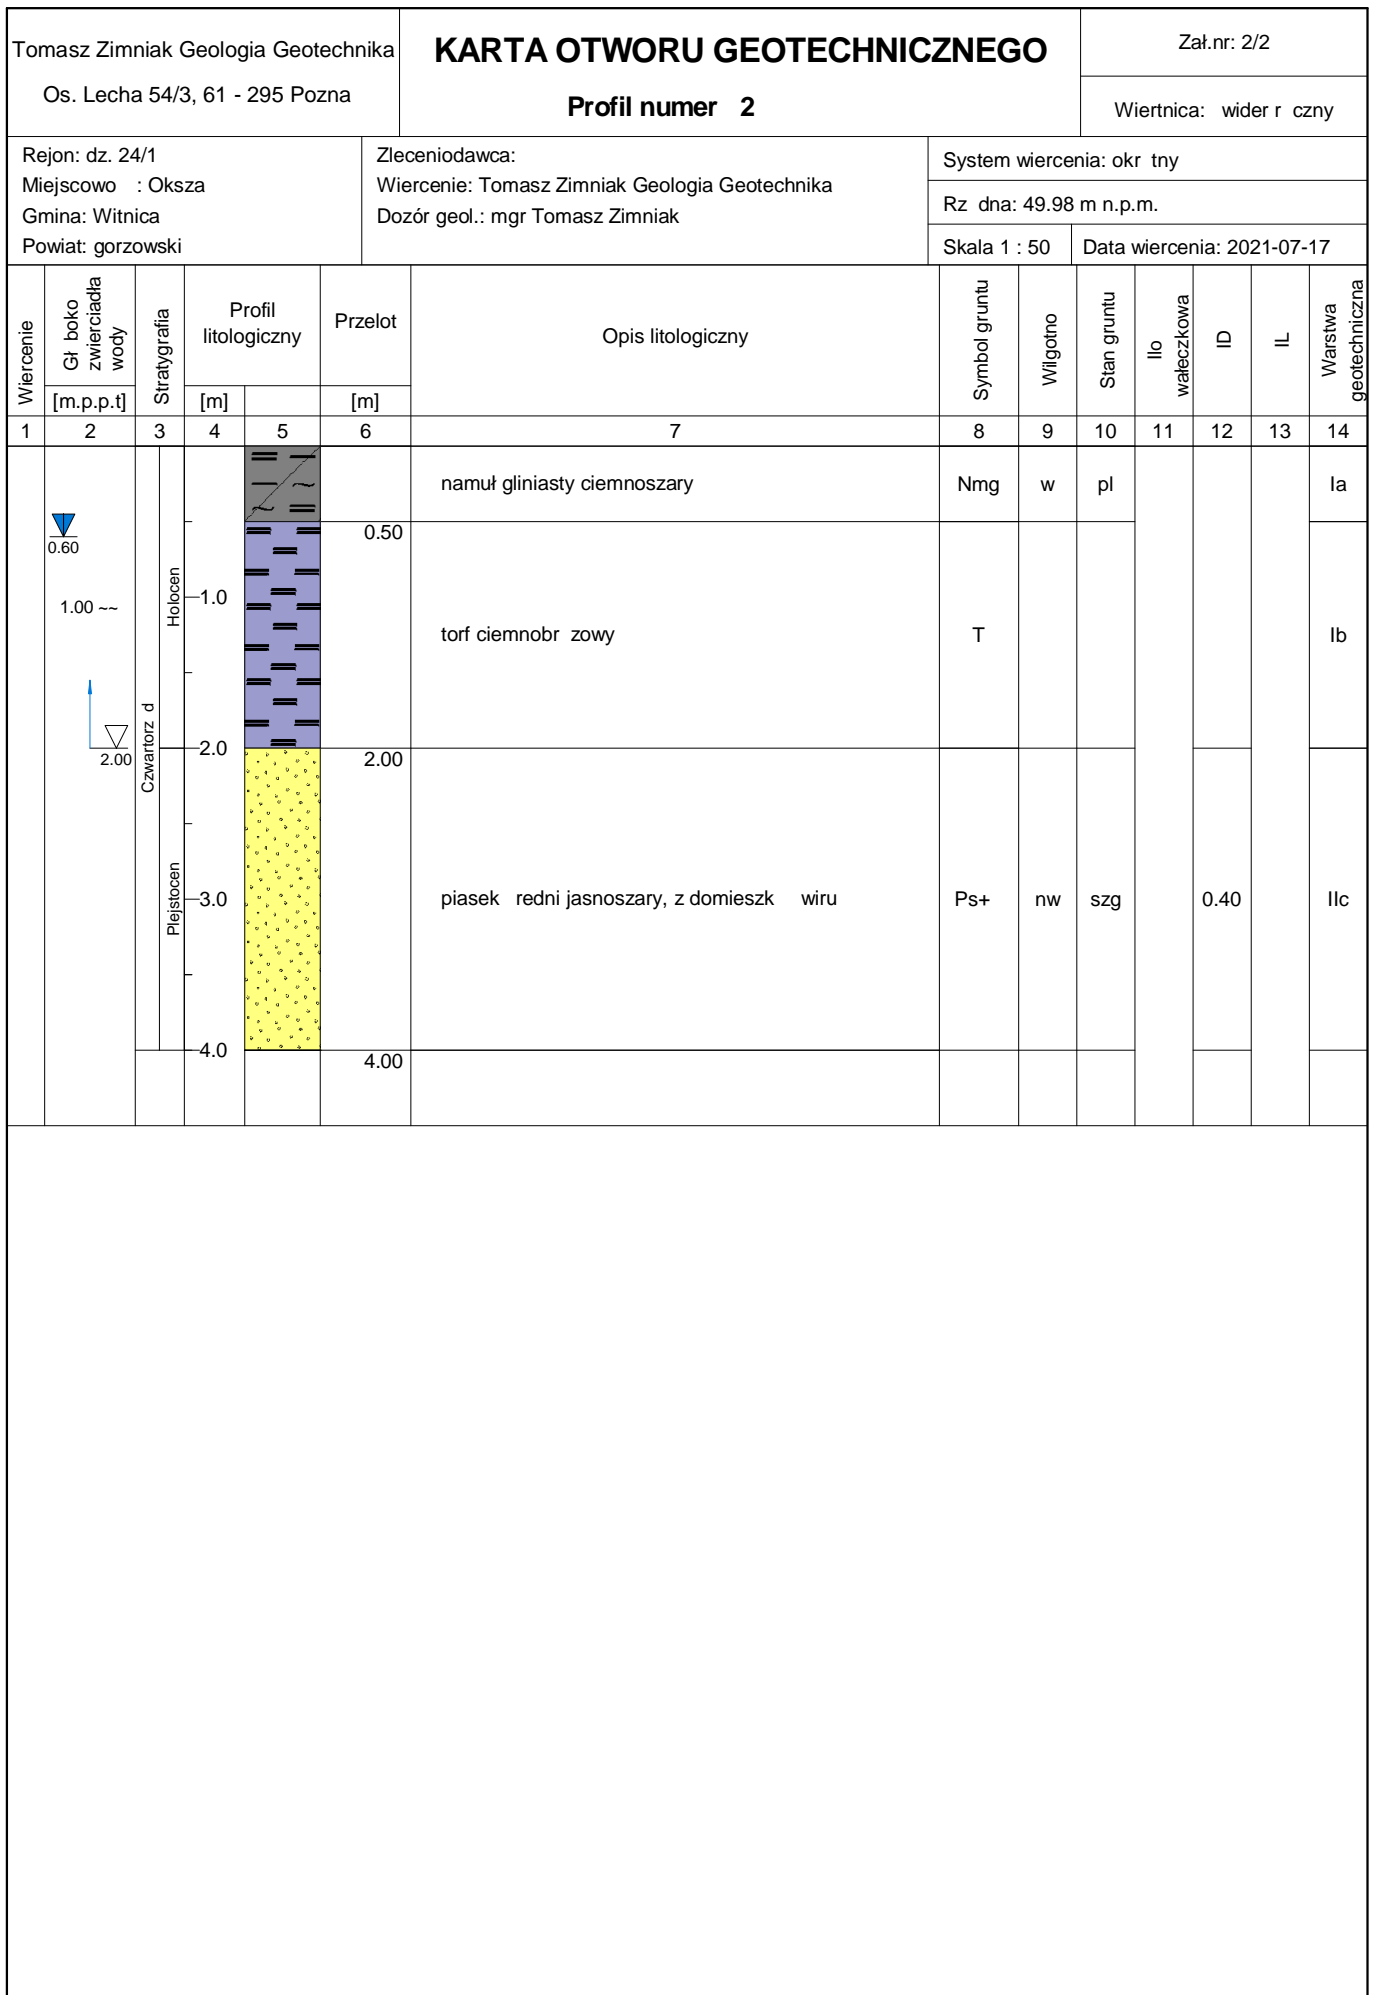 Tomasz Zimniak Geologia Geotechnika
Os. Lecha 54/3, 61 - 295 Pozna
KARTA OTWORU GEOTECHNICZNEGO
Profil numer 2
Zał.nr: 2/2
Wiertnica: wider r czny
Rejon: dz. 24/1
Miejscowo : Oksza
Gmina: Witnica
Powiat: gorzowski
Zleceniodawca:
Wiercenie: Tomasz Zimniak Geologia Geotechnika
Dozór geol.: mgr Tomasz Zimniak
System wiercenia: okr tny
Rz dna: 49.98 m n.p.m.
Skala 1 : 50
Data wiercenia: 2021-07-17
Wiercenie
Gł boko
zwierciadła
wody
[m.p.p.t]
Stratygrafia
Profil
litologiczny
[m]
Przelot
[m]
Opis litologiczny
Symbol gruntu
Wilgotno
Stan gruntu
Ilo
wałeczkowa
ID
IL
Warstwa
geotechniczna
1 2 3 4 5 6 7 8 9 10 11 12 13 14
namuł gliniasty ciemnoszary Nmg w pl Ia
0.50
0.60
Holocen
1.0
1.00 ~~
torf ciemnobr zowy T Ib
Czwartorz d
2.0
2.00
2.00
Plejstocen
3.0
piasek redni jasnoszary, z domieszk wiru Ps+ nw szg 0.40 IIc
4.0
4.00